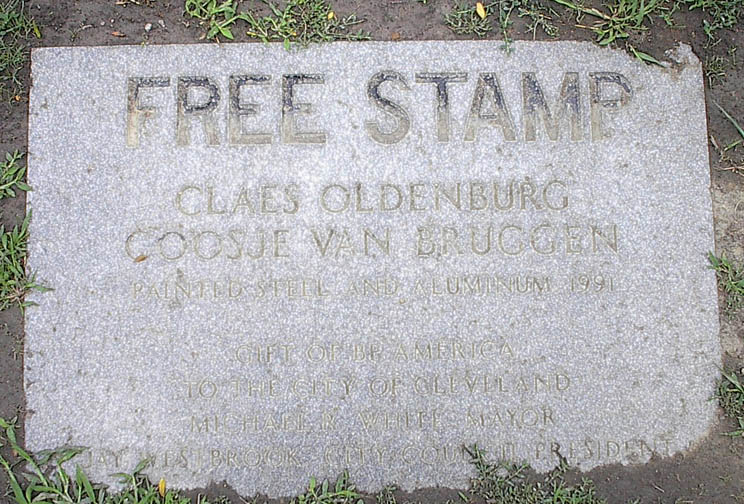 FREE STAMP
CLAES OLDENBURG
COOSJE VAN BRUGGEN
PAINTED STEEL AND ALUMINUM 1991
GIFT OF BP AMERICA
TO THE CITY OF CLEVELAND
MICHAEL R. WHITE, MAYOR
JAY WESTBROOK, CITY COUNCIL PRESIDENT